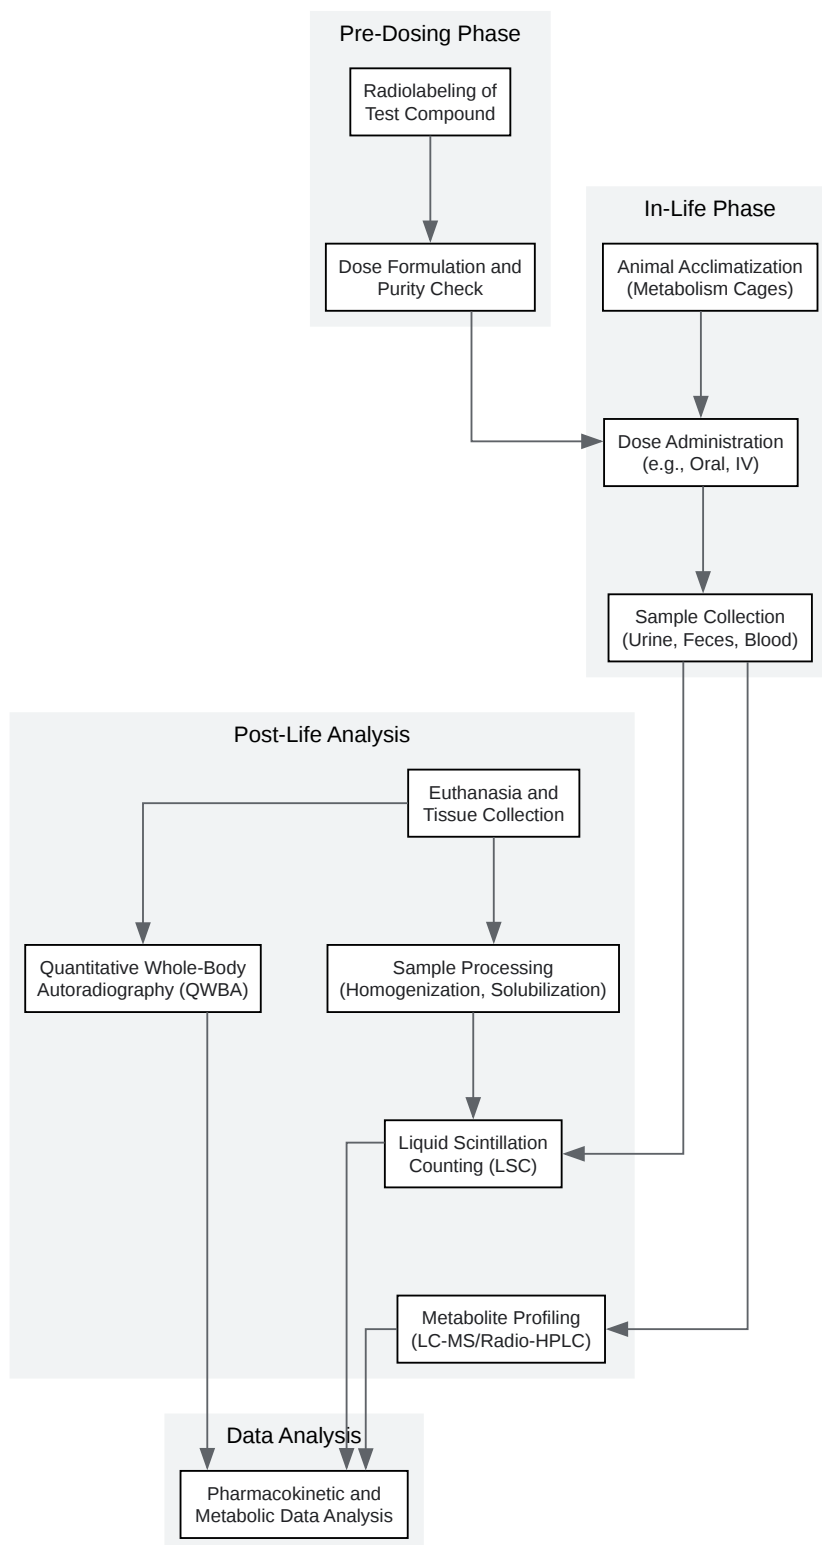 Pre-Dosing Phase
Radiolabeling of
Test Compound
Dose Formulation and
Purity Check
In-Life Phase
Animal Acclimatization
(Metabolism Cages)
Dose Administration
(e.g., Oral, IV)
Sample Collection
(Urine, Feces, Blood)
Post-Life Analysis
Euthanasia and
Tissue Collection
Quantitative Whole-Body
Autoradiography (QWBA)
Sample Processing
(Homogenization, Solubilization)
Liquid Scintillation
Counting (LSC)
Metabolite Profiling
(LC-MS/Radio-HPLC)
Data Analysis
Pharmacokinetic and
Metabolic Data Analysis